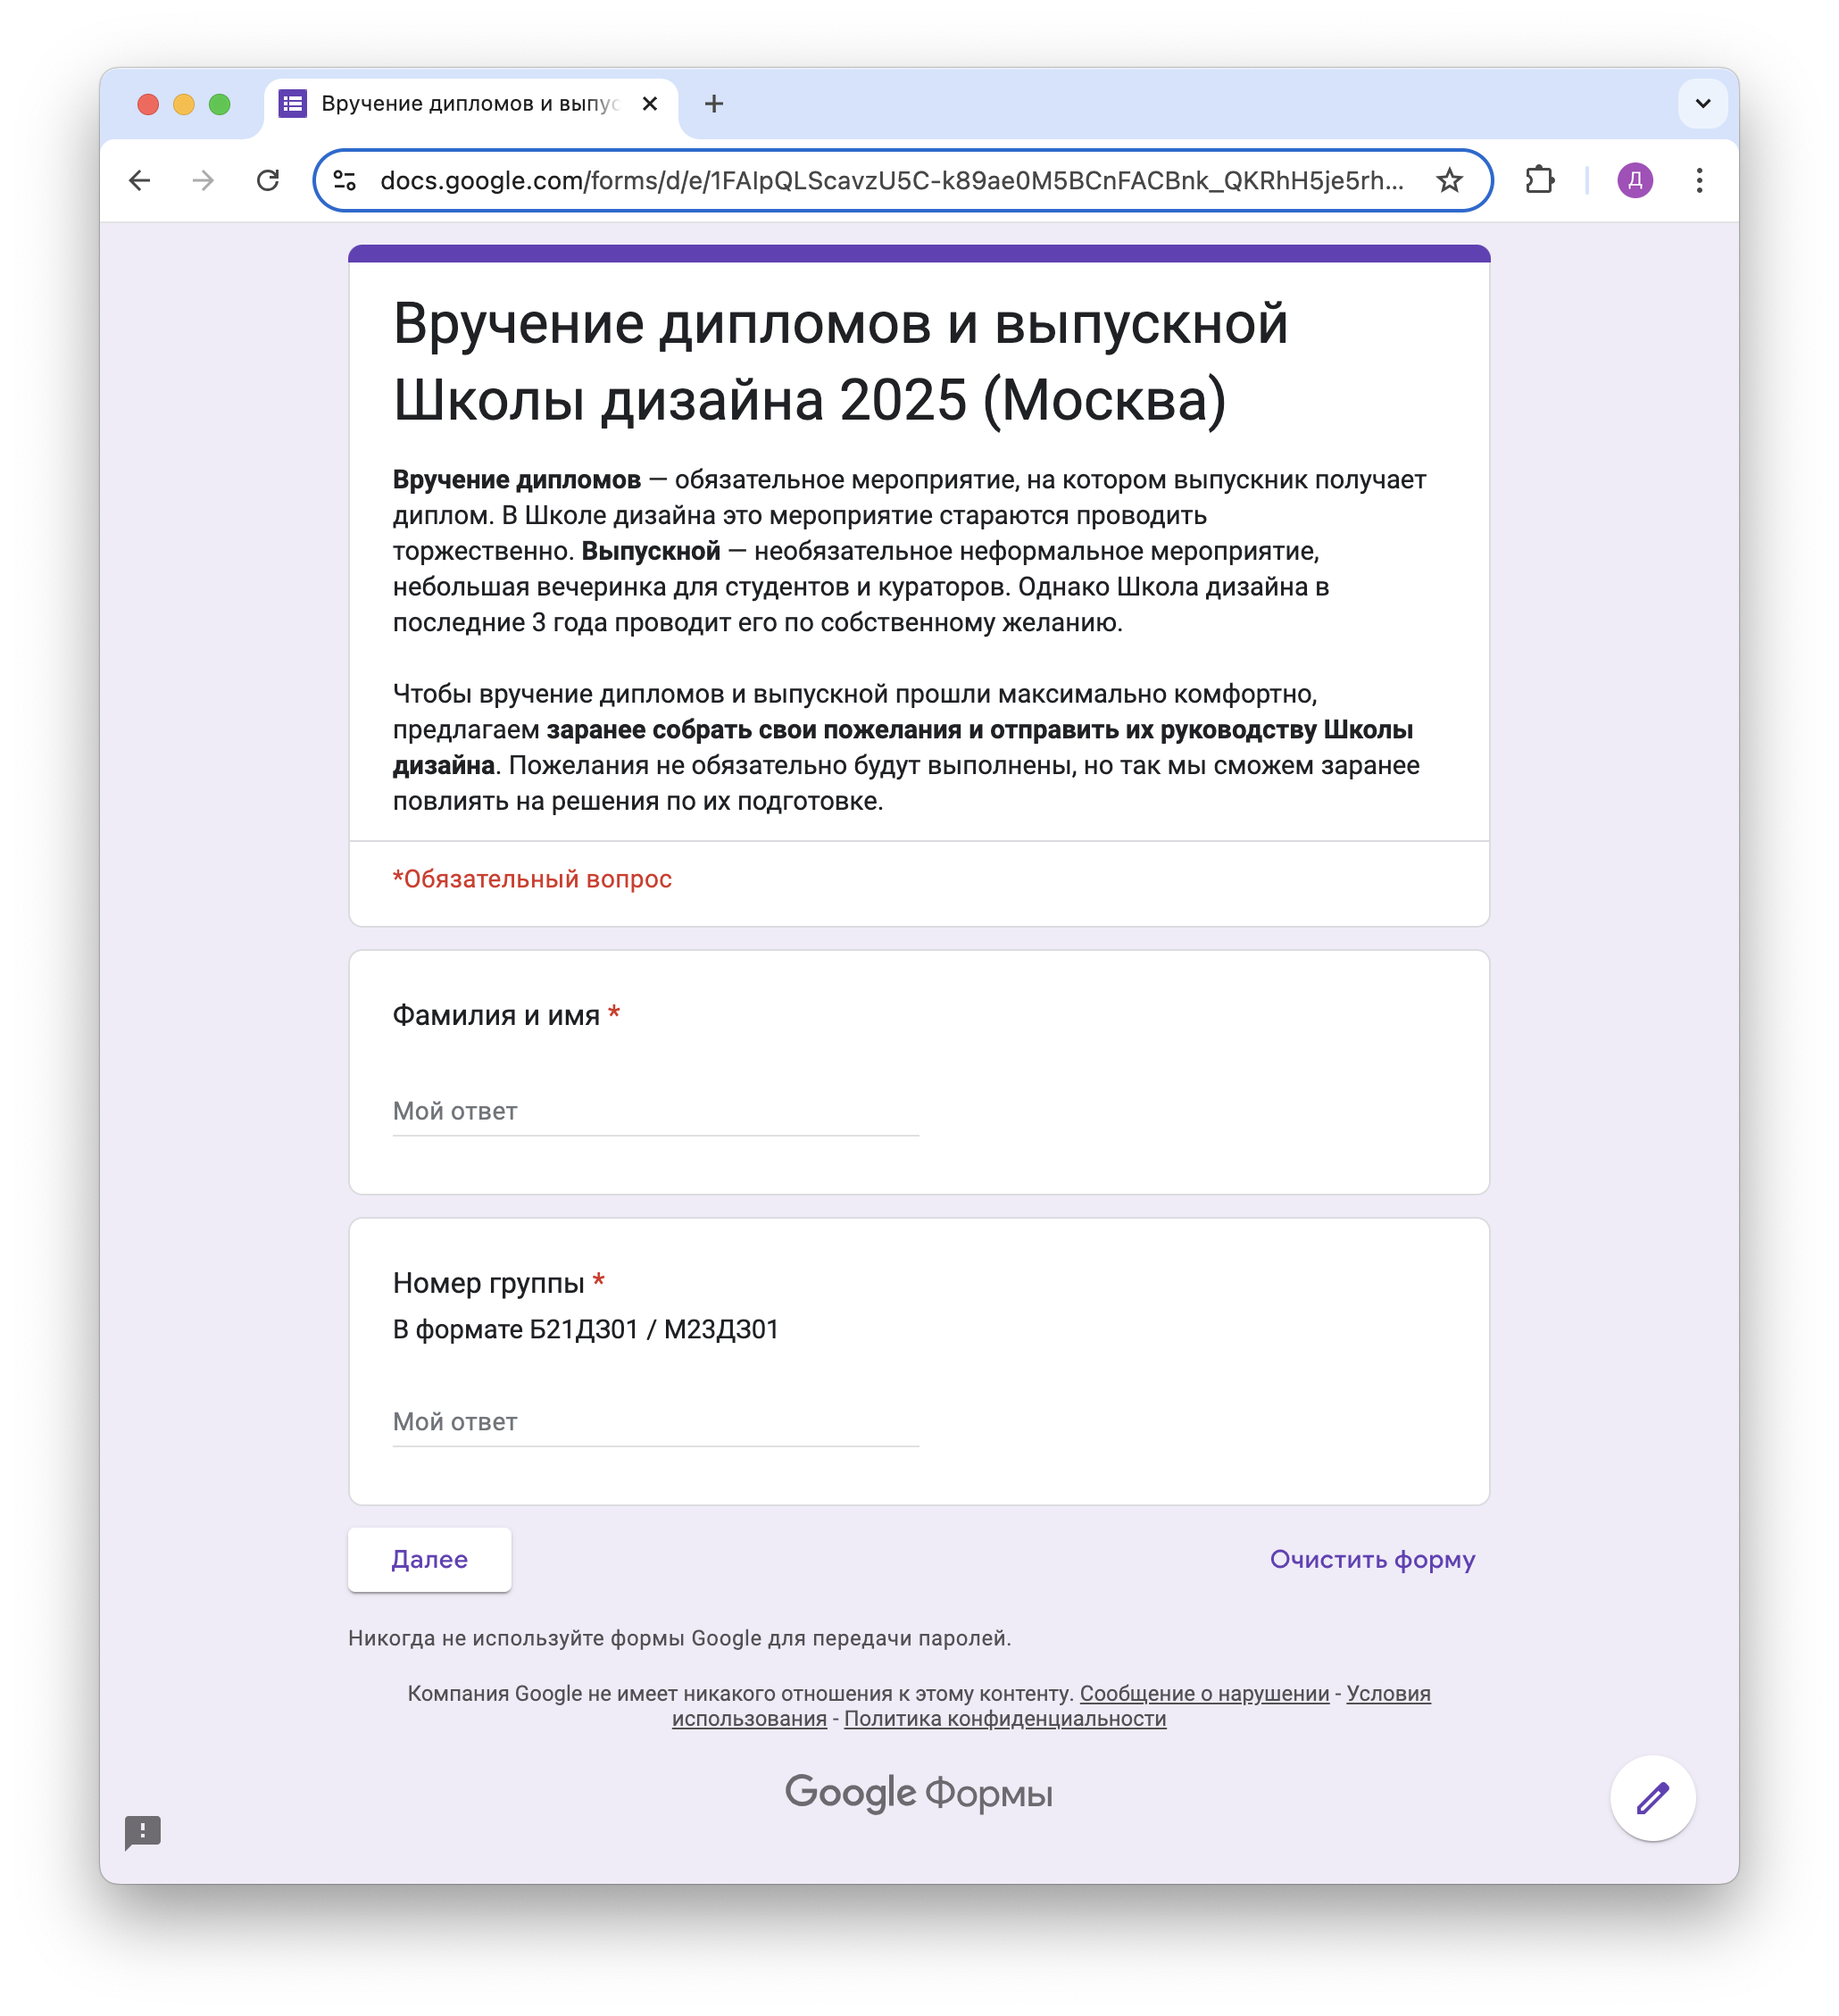 Вручение дипломов и выпус
docs.google.com/forms/d/e/1FAIpQLScavzU5C-k89ae0M5BCnFACBnk_QKRhH5je5rh...
Д
Вручение дипломов и выпускной
Школы дизайна 2025 (Москва)
Вручение дипломов — обязательное мероприятие, на котором выпускник получает
диплом. В Школе дизайна это мероприятие стараются проводить
торжественно. Выпускной — необязательное неформальное мероприятие,
небольшая вечеринка для студентов и кураторов. Однако Школа дизайна в
последние 3 года проводит его по собственному желанию.
Чтобы вручение дипломов и выпускной прошли максимально комфортно,
предлагаем заранее собрать свои пожелания и отправить их руководству Школы
дизайна. Пожелания не обязательно будут выполнены, но так мы сможем заранее
повлиять на решения по их подготовке.
*Обязательный вопрос
Фамилия и имя *
Мой ответ
Номер группы *
В формате Б21ДЗ01 / М23ДЗ01
Мой ответ
Далее
Очистить форму
Никогда не используйте формы Google для передачи паролей.
Компания Google не имеет никакого отношения к этому контенту. Сообщение о нарушении - Условия
использования - Политика конфиденциальности
Google Формы